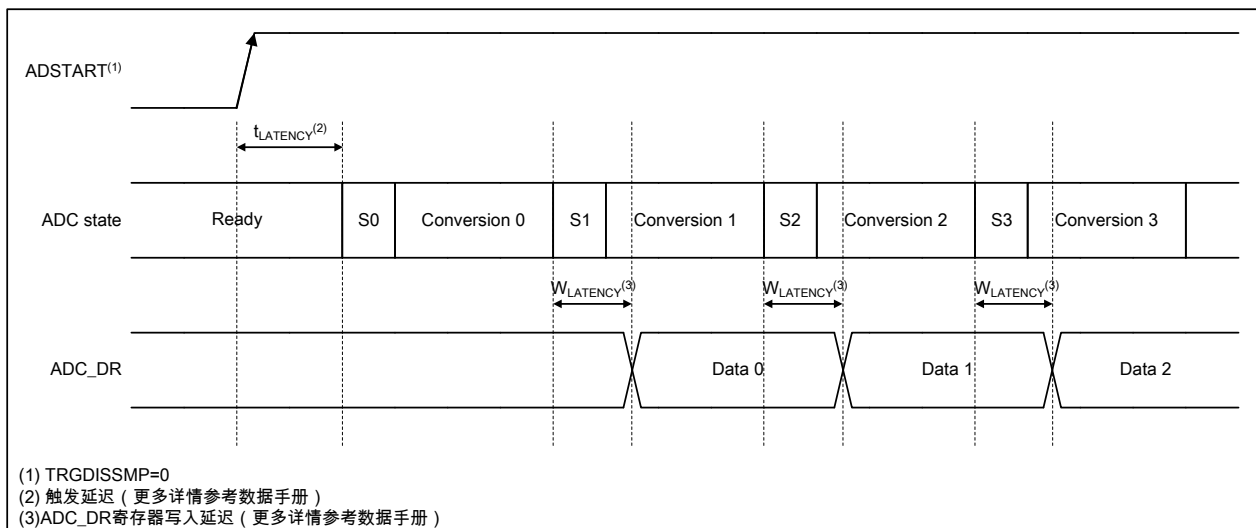 ADSTART(1)
tLATENCY(2)
ADC state
Ready
S0
Conversion 0
S1
Conversion 1
S2
Conversion 2
S3
Conversion 3
WLATENCY(3)
WLATENCY(3)
WLATENCY(3)
ADC_DR
Data 0
Data 1
Data 2
(1) TRGDISSMP=0
(2) 触发延迟（更多详情参考数据手册）
(3)ADC_DR寄存器写入延迟（更多详情参考数据手册）